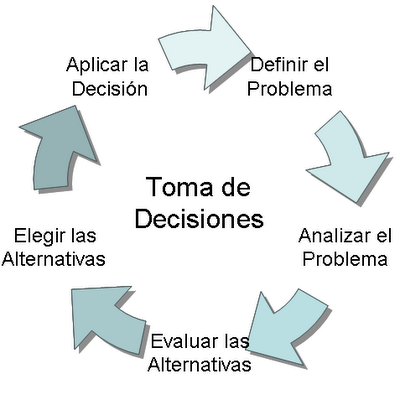 Aplicar la
Decisión
Definir el
Problema
Toma de
Decisiones
Analizar el
Problema
Elegir las
Alternativas
Evaluar las
Alternativas